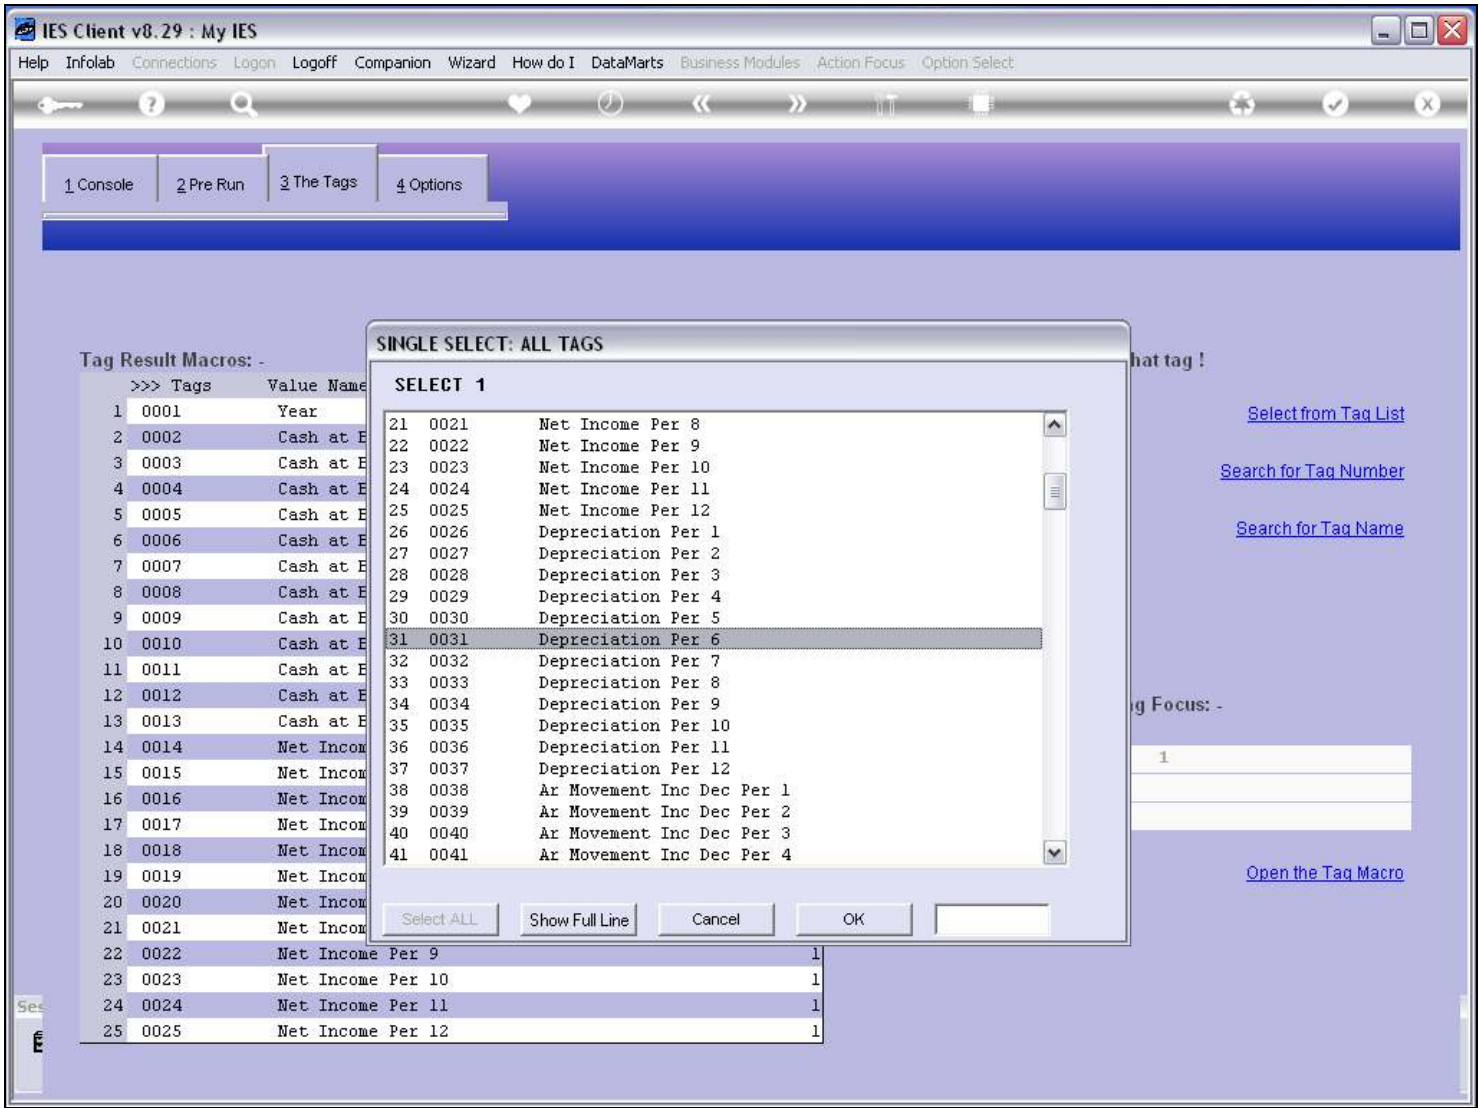 IES Client v8.29 : My IES
Help Infolab Connections Logon Logoff Companion Wizard How do I DataMarts Business Modules Action Focus Option Select
1 Console 2 Pre Run 3 The Tags 4 Options
Tag Result Macros: -
>>> Tags Value Name
1 0001 Year
2 0002 Cash at
3 0003 Cash at
4 0004 Cash at
5 0005 Cash at
6 0006 Cash at
7 0007 Cash at
8 0008 Cash at
9 0009 Cash at
10 0010 Cash at
11 0011 Cash at
12 0012 Cash at
13 0013 Cash at
14 0014 Net Incom
15 0015 Net Incom
16 0016 Net Incom
17 0017 Net Incom
18 0018 Net Incom
19 0019 Net Incom
20 0020 Net Incom
21 0021 Net Incom
22 0022 Net Income Per 9 1
23 0023 Net Income Per 10 1
24 0024 Net Income Per 11 1
25 0025 Net Income Per 12 1
SINGLE SELECT: ALL TAGS
SELECT 1
21 0021 Net Income Per 8
22 0022 Net Income Per 9
23 0023 Net Income Per 10
24 0024 Net Income Per 11
25 0025 Net Income Per 12
26 0026 Depreciation Per 1
27 0027 Depreciation Per 2
28 0028 Depreciation Per 3
29 0029 Depreciation Per 4
30 0030 Depreciation Per 5
31 0031 Depreciation Per 6
32 0032 Depreciation Per 7
33 0033 Depreciation Per 8
34 0034 Depreciation Per 9
35 0035 Depreciation Per 10
36 0036 Depreciation Per 11
37 0037 Depreciation Per 12
38 0038 Ar Movement Inc Dec Per 1
39 0039 Ar Movement Inc Dec Per 2
40 0040 Ar Movement Inc Dec Per 3
41 0041 Ar Movement Inc Dec Per 4
Select ALL Show Full Line Cancel OK
hat tag !
Select from Tag List
Search for Tag Number
Search for Tag Name
g Focus: -
1
Open the Tag Macro
Ses